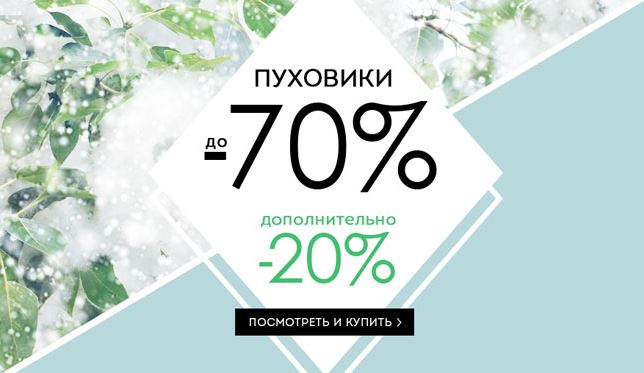 ПУХОВИКИ
до
-70%
дополнительно
-20%
ПОСМОТРЕТЬ И КУПИТЬ >